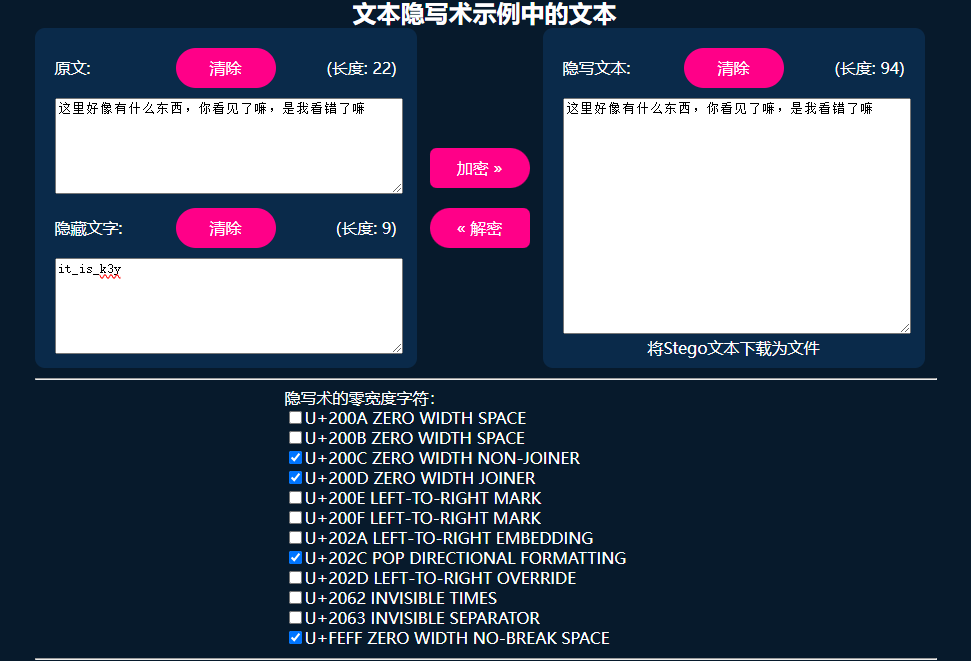 文本隐写术示例中的文本
原文: 清除 (长度: 22)
这里好像有什么东西，你看见了嘛，是我看错了嘛
隐藏文字: 清除 (长度: 9)
it_is_k3y
加密 »
« 解密
隐写文本: 清除 (长度: 94)
这里好像有什么东西，你看见了嘛，是我看错了嘛
将Stego文本下载为文件
隐写术的零宽度字符：
U+200A ZERO WIDTH SPACE
U+200B ZERO WIDTH SPACE
U+200C ZERO WIDTH NON-JOINER
U+200D ZERO WIDTH JOINER
U+200E LEFT-TO-RIGHT MARK
U+200F LEFT-TO-RIGHT MARK
U+202A LEFT-TO-RIGHT EMBEDDING
U+202C POP DIRECTIONAL FORMATTING
U+202D LEFT-TO-RIGHT OVERRIDE
U+2062 INVISIBLE TIMES
U+2063 INVISIBLE SEPARATOR
U+FEFF ZERO WIDTH NO-BREAK SPACE